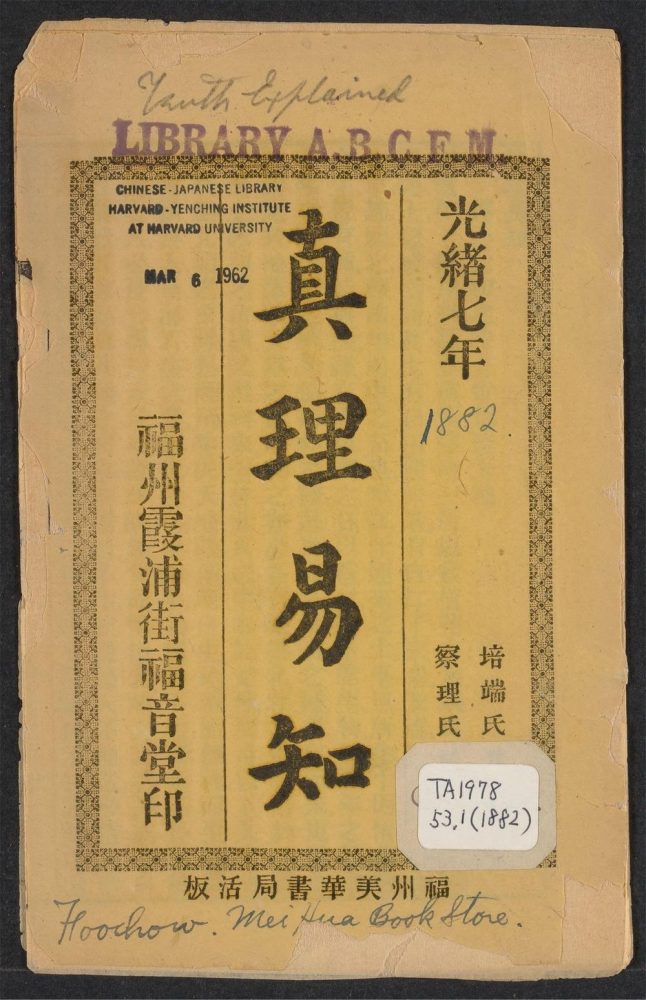 Truth Explained
LIBRARY A.B.C.F.M.
CHINESE-JAPANESE LIBRARY
HARVARD-YENCHING INSTITUTE
AT HARVARD UNIVERSITY
MAR 6 1962
光緒七年
1882.
培端氏
察理氏
真理易知
福州霞浦街福音堂印
TA1978
53.1(1882)
福州美華書局活板
Foochow. Mei Hua Book Store.